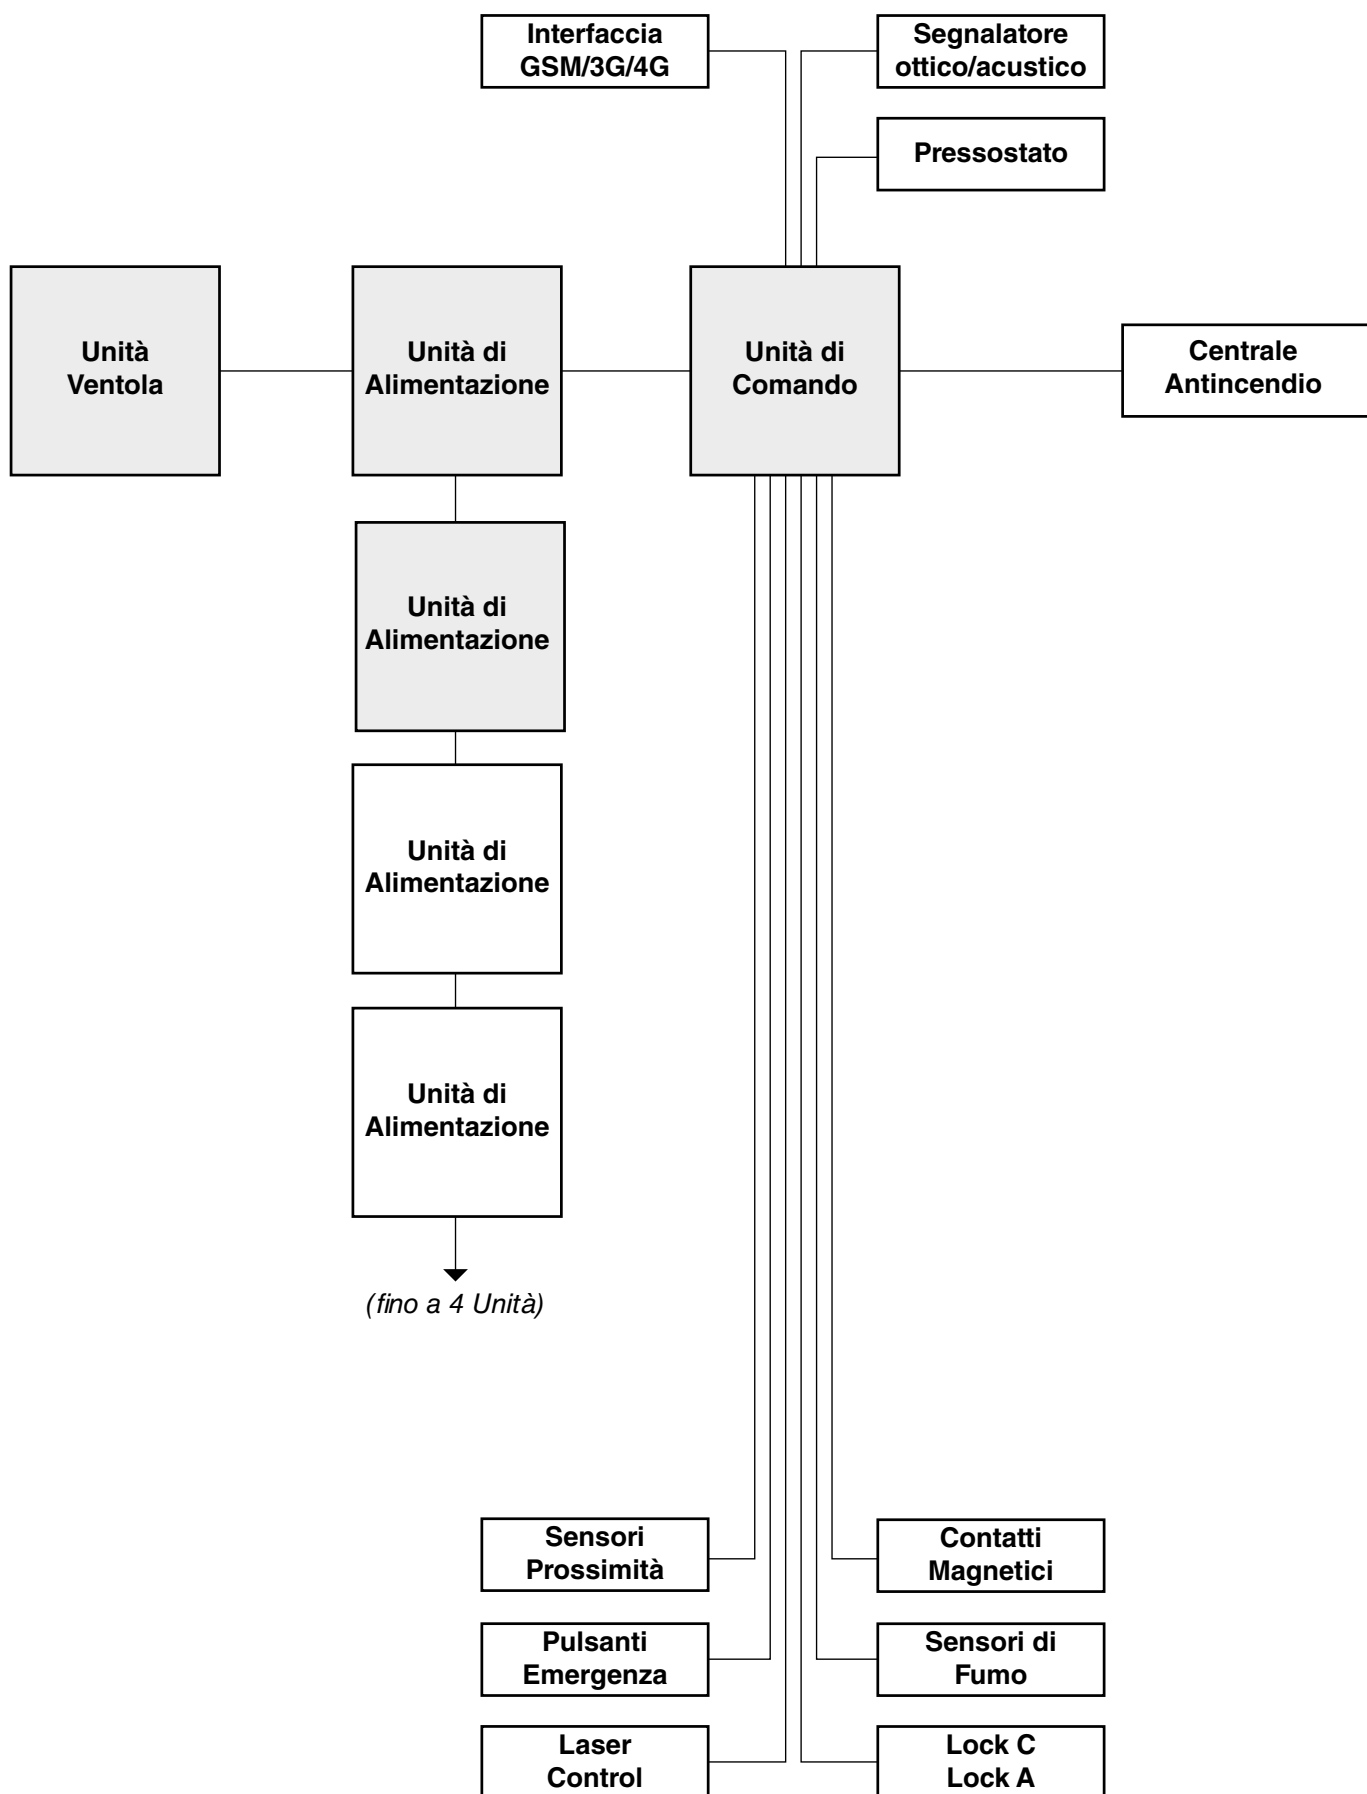 Interfaccia
GSM/3G/4G
Segnalatore
ottico/acustico
Pressostato
Unità
Ventola
Unità di
Alimentazione
Unità di
Comando
Centrale
Antincendio
Unità di
Alimentazione
Unità di
Alimentazione
Unità di
Alimentazione
(fino a 4 Unità)
Sensori
Prossimità
Contatti
Magnetici
Pulsanti
Emergenza
Sensori di
Fumo
Laser
Control
Lock C
Lock A